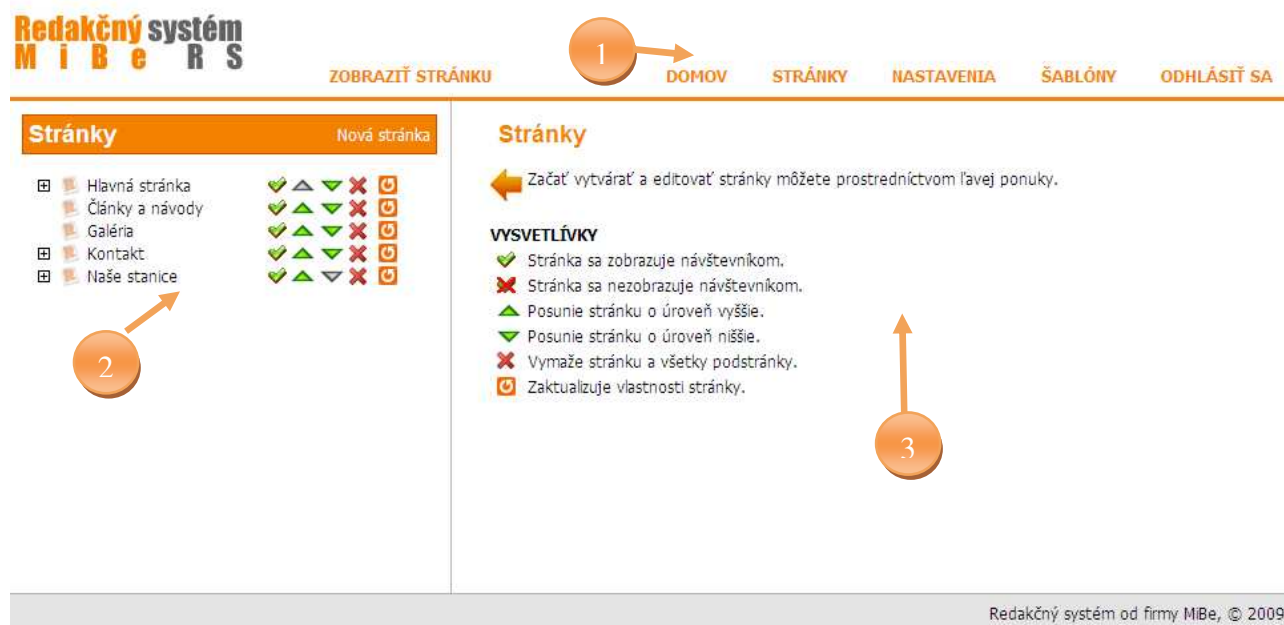 Redakčný systém
MiBe RS
1
ZOBRAZIŤ STRÁNKU DOMOV STRÁNKY NASTAVENIA ŠABLÓNY ODHLÁSIŤ SA
Stránky Nová stránka
Hlavná stránka
Články a návody
Galéria
Kontakt
Naše stanice
2
Stránky
Začať vytvárať a editovať stránky môžete prostredníctvom ľavej ponuky.
VYSVETLÍVKY
Stránka sa zobrazuje návštevníkom.
Stránka sa nezobrazuje návštevníkom.
Posunie stránku o úroveň vyššie.
Posunie stránku o úroveň niššie.
Vymaže stránku a všetky podstránky.
Zaktualizuje vlastnosti stránky.
3
Redakčný systém od firmy MiBe, © 2009